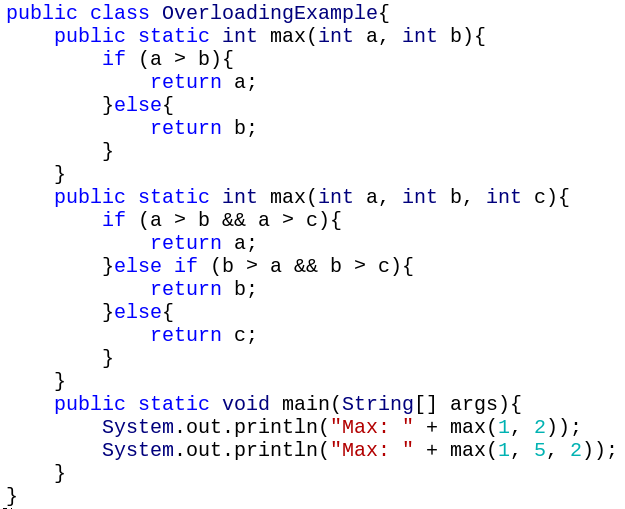 public class OverloadingExample{
    public static int max(int a, int b){
        if (a > b){
            return a;
        }else{
            return b;
        }
    }
    public static int max(int a, int b, int c){
        if (a > b && a > c){
            return a;
        }else if (b > a && b > c){
            return b;
        }else{
            return c;
        }
    }
    public static void main(String[] args){
        System.out.println("Max: " + max(1, 2));
        System.out.println("Max: " + max(1, 5, 2));
    }
}